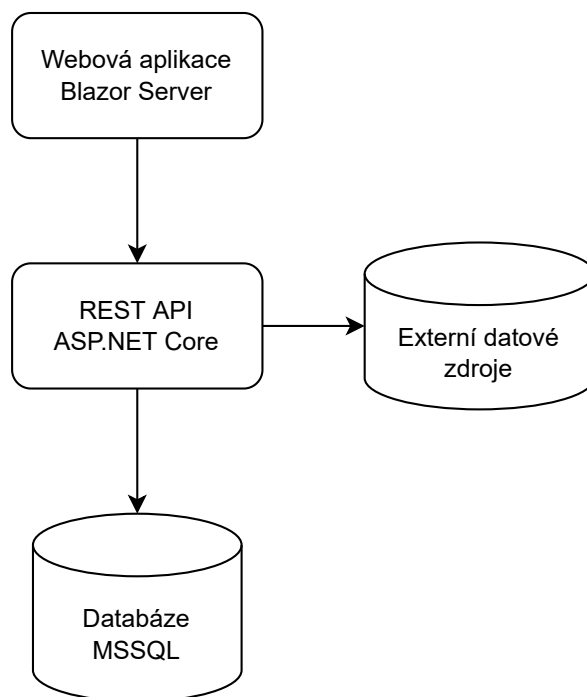 Webová aplikace
Blazor Server
REST API
ASP.NET Core
Externí datové
zdroje
Databáze
MSSQL